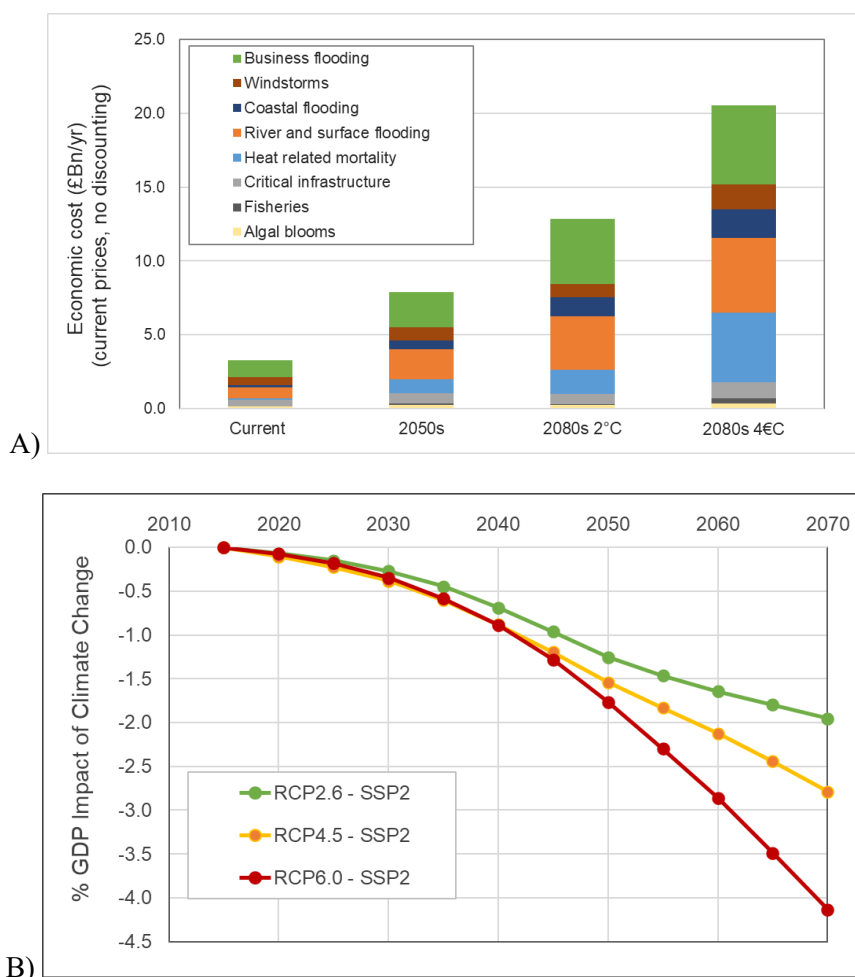 25.0
20.0
15.0
10.0
5.0
0.0
Economic cost (£Bn/yr)
(current prices, no discounting)
Business flooding
Windstorms
Coastal flooding
River and surface flooding
Heat related mortality
Critical infrastructure
Fisheries
Algal blooms
Current 2050s 2080s 2°C 2080s 4€C
A)
2010 2020 2030 2040 2050 2060 2070
0.0
-0.5
-1.0
-1.5
-2.0
-2.5
-3.0
-3.5
-4.0
-4.5
% GDP Impact of Climate Change
RCP2.6 - SSP2
RCP4.5 - SSP2
RCP6.0 - SSP2
B)